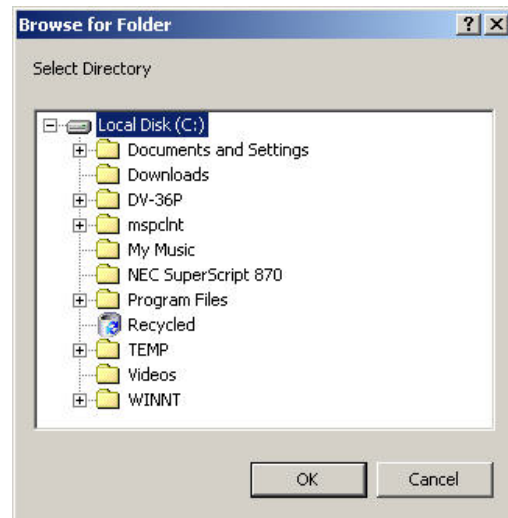 Browse for Folder
Select Directory
Local Disk (C:)
Documents and Settings
Downloads
DV-36P
mspclnt
My Music
NEC SuperScript 870
Program Files
Recycled
TEMP
Videos
WINNT
OK Cancel